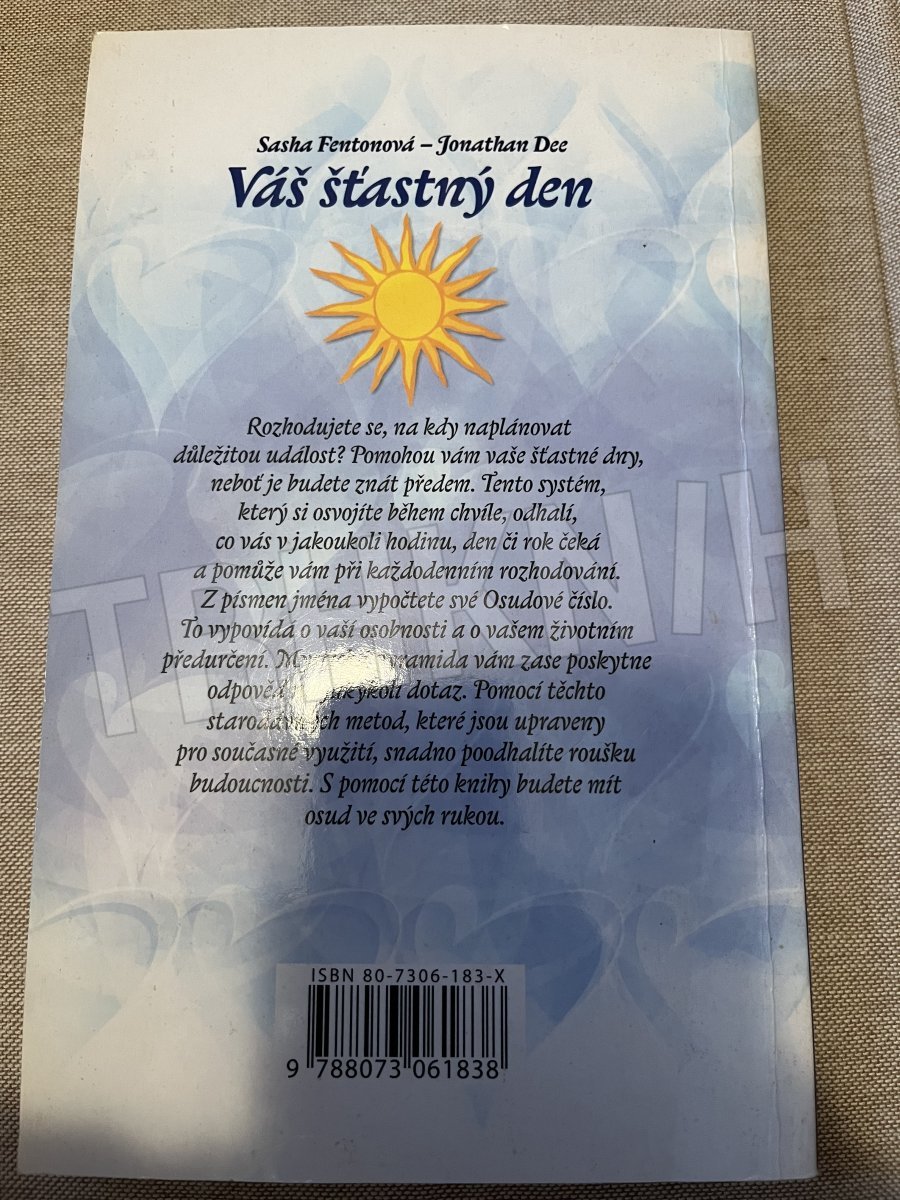 Sasha Fentonová – Jonathan Dee
Váš šťastný den
Rozhodujete se, na kdy naplánovat
důležitou událost? Pomohou vám vaše šťastné dny,
neboť je budete znát předem. Tento systém,
který si osvojíte během chvíle, odhalí,
co vás v jakoukoli hodinu, den či rok čeká
a pomůže vám při každodenním rozhodování.
Z písmen jména vypočtete své Osudové číslo.
To vypovídá o vaší osobnosti a o vašem životním
předurčení. vám zase poskytne
dotaz. Pomocí těchto
metod, které jsou upraveny
pro současné využití, snadno poodhalíte roušku
budoucnosti. S pomocí této knihy budete mít
osud ve svých rukou.
ISBN 80-7306-183-X
9 788073 061838